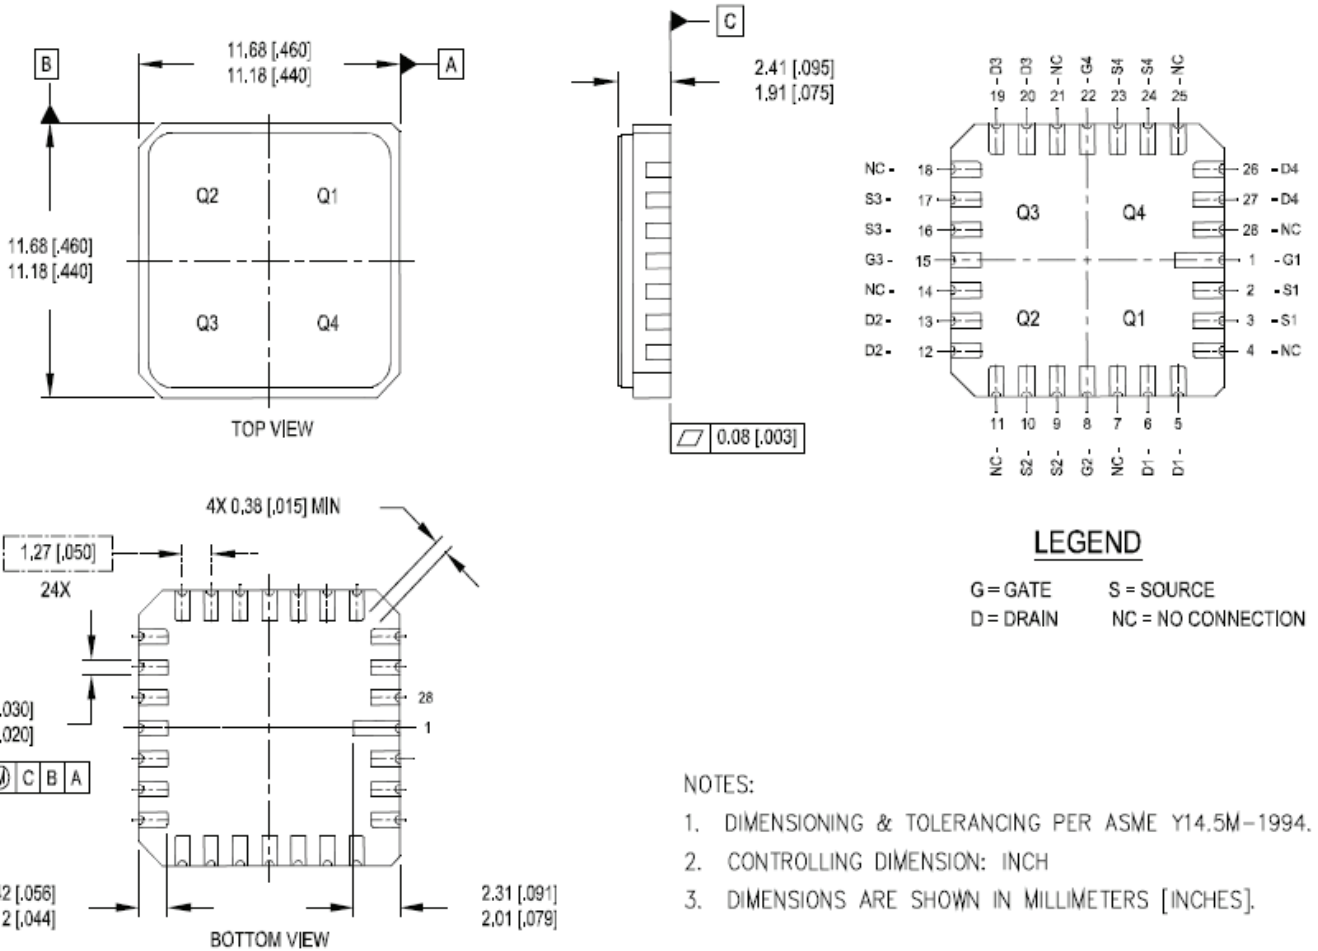 11.68 [.460]
11.18 [.440]
B
A
11.68 [.460]
11.18 [.440]
Q2 Q1
Q3 Q4
TOP VIEW
C
2.41 [.095]
1.91 [.075]
0.08 [.003]
D3 D3 NC G4 S4 S4 NC
19 20 21 22 23 24 25
NC - 18
S3 - 17
S3 - 16
G3 - 15
NC - 14
D2 - 13
D2 - 12
Q3 Q4
Q2 Q1
26 - D4
27 - D4
28 - NC
1 - G1
2 - S1
3 - S1
4 - NC
11 10 9 8 7 6 5
NC - S2 - S2 - G2 - NC - D1 - D1 -
LEGEND
G = GATE S = SOURCE
D = DRAIN NC = NO CONNECTION
4X 0.38 [.015] MIN
1.27 [.050]
24X
28
1
.030]
.020]
M C B A
42 [.056]
12 [.044]
2.31 [.091]
2.01 [.079]
BOTTOM VIEW
NOTES:
1. DIMENSIONING & TOLERANCING PER ASME Y14.5M-1994.
2. CONTROLLING DIMENSION: INCH
3. DIMENSIONS ARE SHOWN IN MILLIMETERS [INCHES].